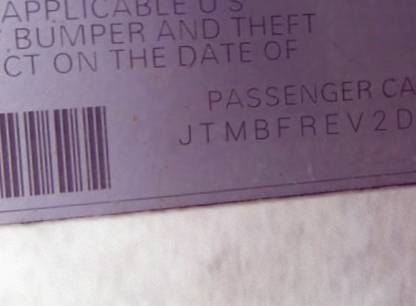 APPLICABLE U S
BUMPER AND THEFT
CT ON THE DATE OF
PASSENGER CA
JTMBFREV2D